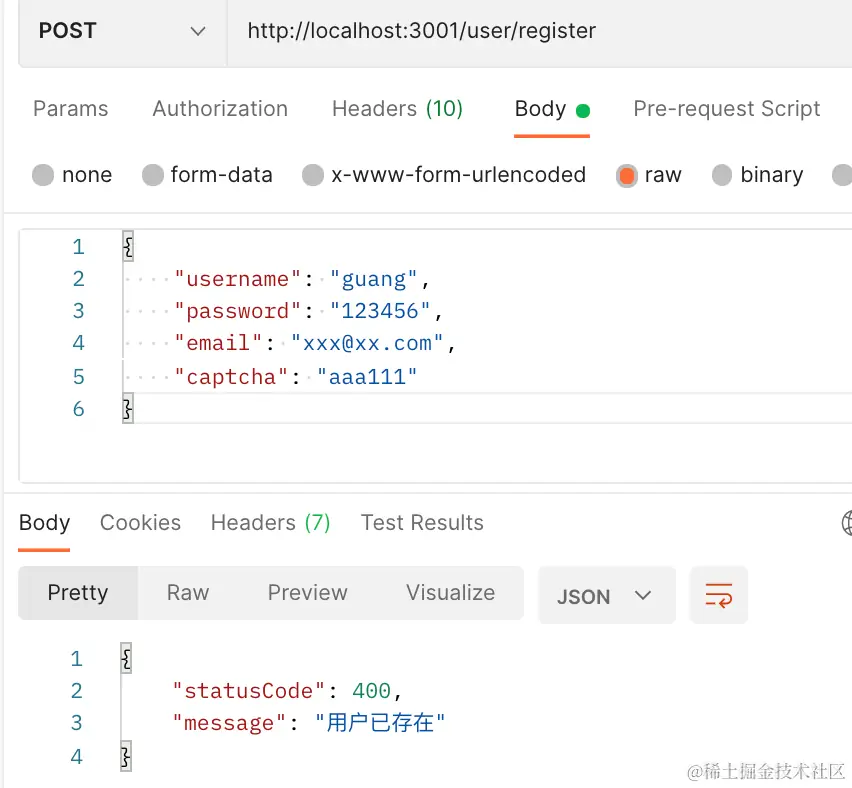 POST http://localhost:3001/user/register
Params Authorization Headers (10) Body Pre-request Script
none form-data x-www-form-urlencoded raw binary
1 {
2 "username": "guang",
3 "password": "123456",
4 "email": "xxx@xx.com",
5 "captcha": "aaa111"
6 }
Body Cookies Headers (7) Test Results
Pretty Raw Preview Visualize JSON
1 {
2 "statusCode": 400,
3 "message": "用户已存在"
4 }
@稀土掘金技术社区